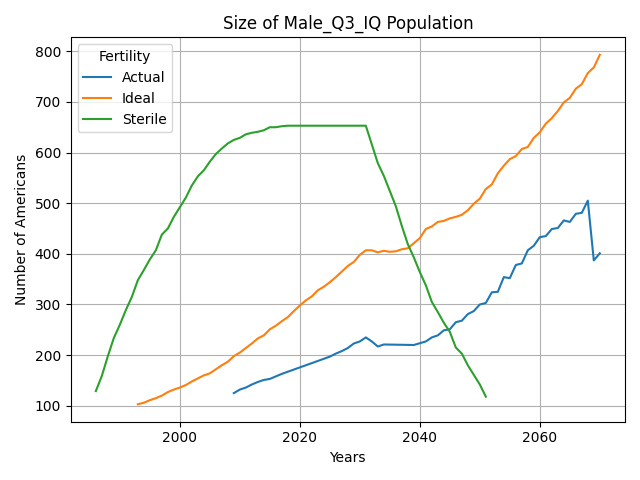 Size of Male_Q3_IQ Population
Fertility
Actual
Ideal
Sterile
Number of Americans
800
700
600
500
400
300
200
100
2000
2020
2040
2060
Years